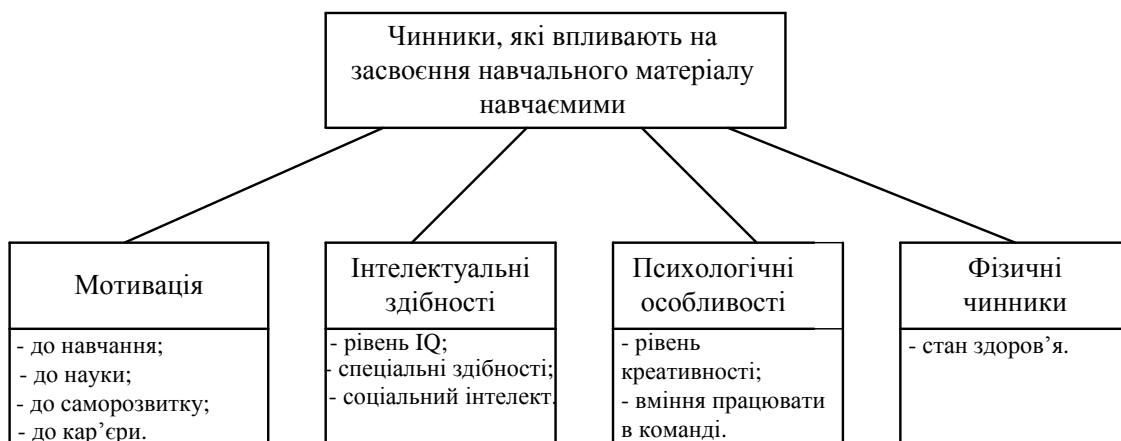 Чинники, які впливають на
засвоєння навчального матеріалу
навчаємими
Мотивація
- до навчання;
- до науки;
- до саморозвитку;
- до кар’єри.
Інтелектуальні
здібності
- рівень IQ;
- спеціальні здібності;
- соціальний інтелект.
Психологічні
особливості
- рівень
креативності;
- вміння працювати
в команді.
Фізичні
чинники
- стан здоров’я.